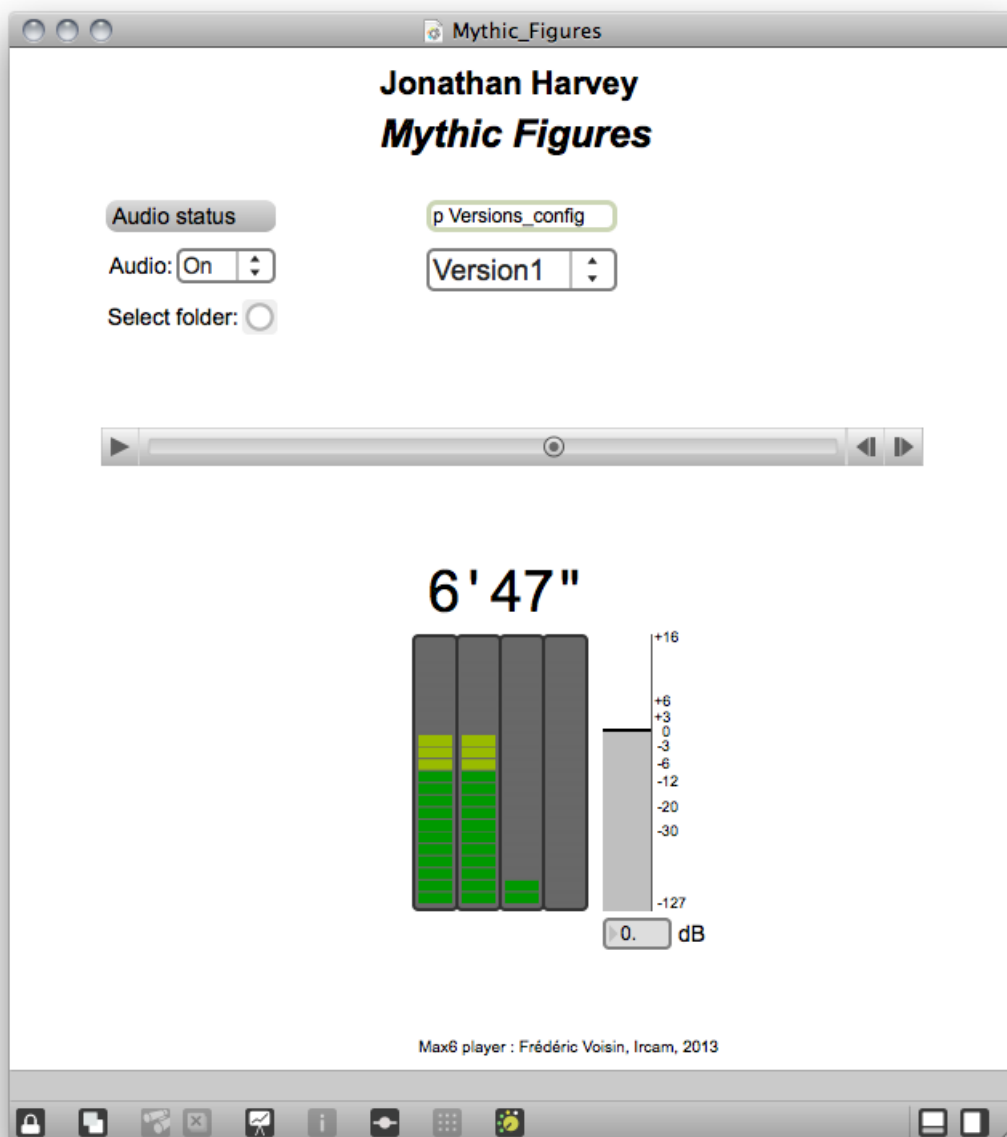 Mythic_Figures
Jonathan Harvey
Mythic Figures
Audio status
p Versions_config
Audio: On
Version1
Select folder:
6'47"
+16
+6
+3
0
-3
-6
-12
-20
-30
-127
0. dB
Max6 player : Frédéric Voisin, Ircam, 2013